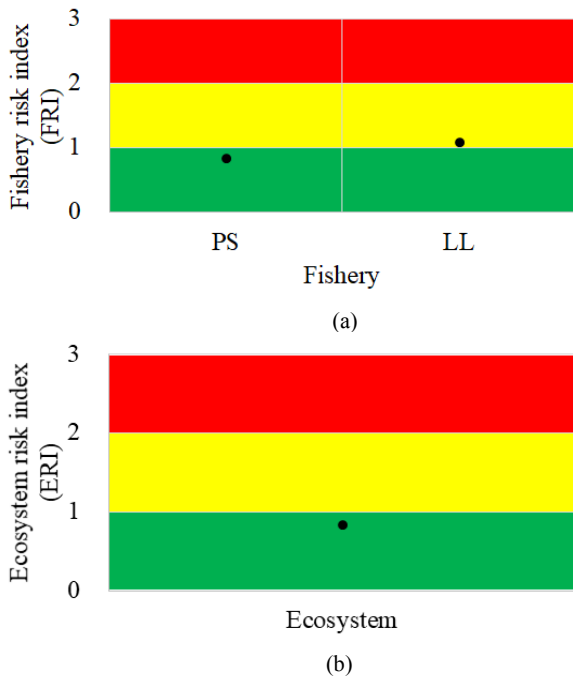 Fishery risk index
(FRI)
3
2
1
0
PS
LL
Fishery
(a)
Ecosystem risk index
(ERI)
3
2
1
0
Ecosystem
(b)